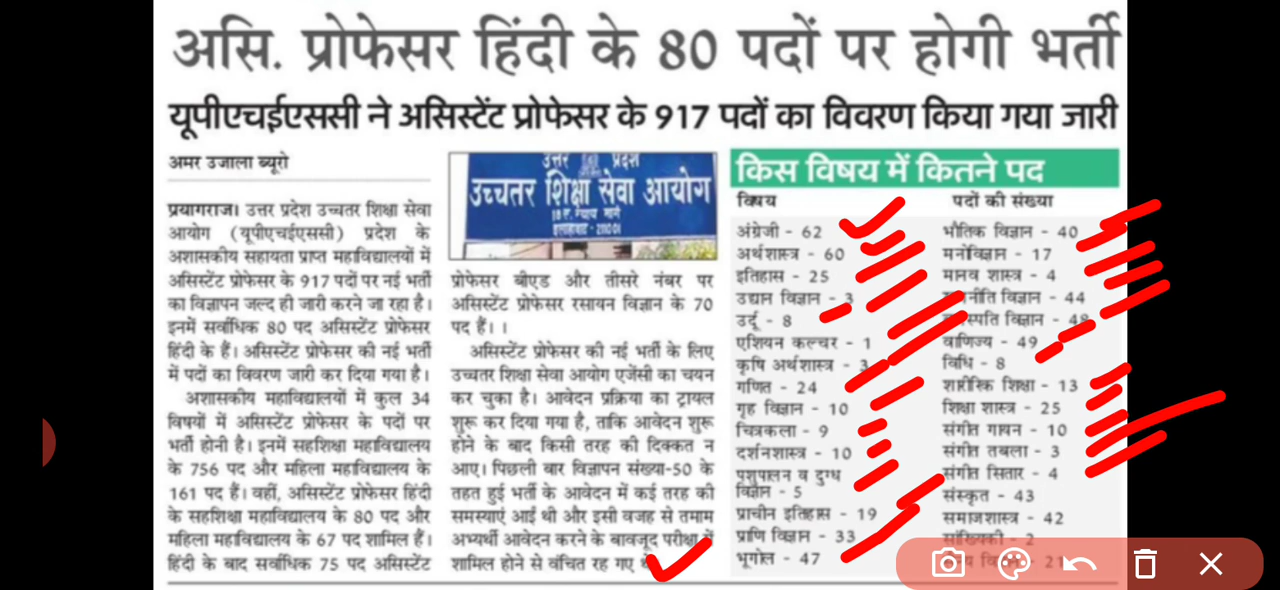 असि. प्रोफेसर हिंदी के 80 पदों पर होगी भर्ती
यूपीएचईएससी ने असिस्टेंट प्रोफेसर के 917 पदों का विवरण किया गया जारी
अमर उजाला ब्यूरो
प्रयागराज। उत्तर प्रदेश उच्चतर शिक्षा सेवा
आयोग (यूपीएचईएससी) प्रदेश के
अशासकीय सहायता प्राप्त महाविद्यालयों में
असिस्टेंट प्रोफेसर के 917 पदों पर नई भर्ती
का विज्ञापन जल्द ही जारी करने जा रहा है।
इनमें सर्वाधिक 80 पद असिस्टेंट प्रोफेसर
हिंदी के हैं। असिस्टेंट प्रोफेसर की नई भर्ती
में पदों का विवरण जारी कर दिया गया है।
अशासकीय महाविद्यालयों में कुल 34
विषयों में असिस्टेंट प्रोफेसर के पदों पर
भर्ती होनी है। इनमें सहशिक्षा महाविद्यालय
के 756 पद और महिला महाविद्यालय के
161 पद हैं। वहीं, असिस्टेंट प्रोफेसर हिंदी
के सहशिक्षा महाविद्यालय के 80 पद और
महिला महाविद्यालय के 67 पद शामिल हैं।
हिंदी के बाद सर्वाधिक 75 पद असिस्टेंट
उत्तर प्रदेश
उच्चतर शिक्षा सेवा आयोग
प्रोफेसर बीएड और तीसरे नंबर पर
असिस्टेंट प्रोफेसर रसायन विज्ञान के 70
पद हैं। ।
असिस्टेंट प्रोफेसर की नई भर्ती के लिए
उच्चतर शिक्षा सेवा आयोग एजेंसी का चयन
कर चुका है। आवेदन प्रक्रिया का ट्रायल
शुरू कर दिया गया है, ताकि आवेदन शुरू
होने के बाद किसी तरह की दिक्कत न
आए। पिछली बार विज्ञापन संख्या-50 के
तहत हुई भर्ती के आवेदन में कई तरह की
समस्याएं आई थी और इसी वजह से तमाम
अभ्यर्थी आवेदन करने के बावजूद परीक्षा में
शामिल होने से वंचित रह गए
किस विषय में कितने पद
विषय
अंग्रेजी - 62
अर्थशास्त्र - 60
इतिहास - 25
उद्यान विज्ञान - 3
उर्दू - 8
एशियन कल्चर - 1
कृषि अर्थशास्त्र - 3
गणित - 24
गृह विज्ञान - 10
चित्रकला - 9
दर्शनशास्त्र - 10
पशुपालन व दुग्ध
विज्ञान - 5
प्राचीन इतिहास - 19
प्राणि विज्ञान - 33
भूगोल - 47
पदों की संख्या
भौतिक विज्ञान - 40
मनोविज्ञान - 17
मानव शास्त्र - 4
विज्ञान - 44
विज्ञान - 48
वाणिज्य - 49
विधि - 8
शारीरिक शिक्षा - 13
शिक्षा शास्त्र - 25
संगीत गायन - 10
संगीत तबला - 3
संगीत सितार - 4
संस्कृत - 43
समाजशास्त्र - 42